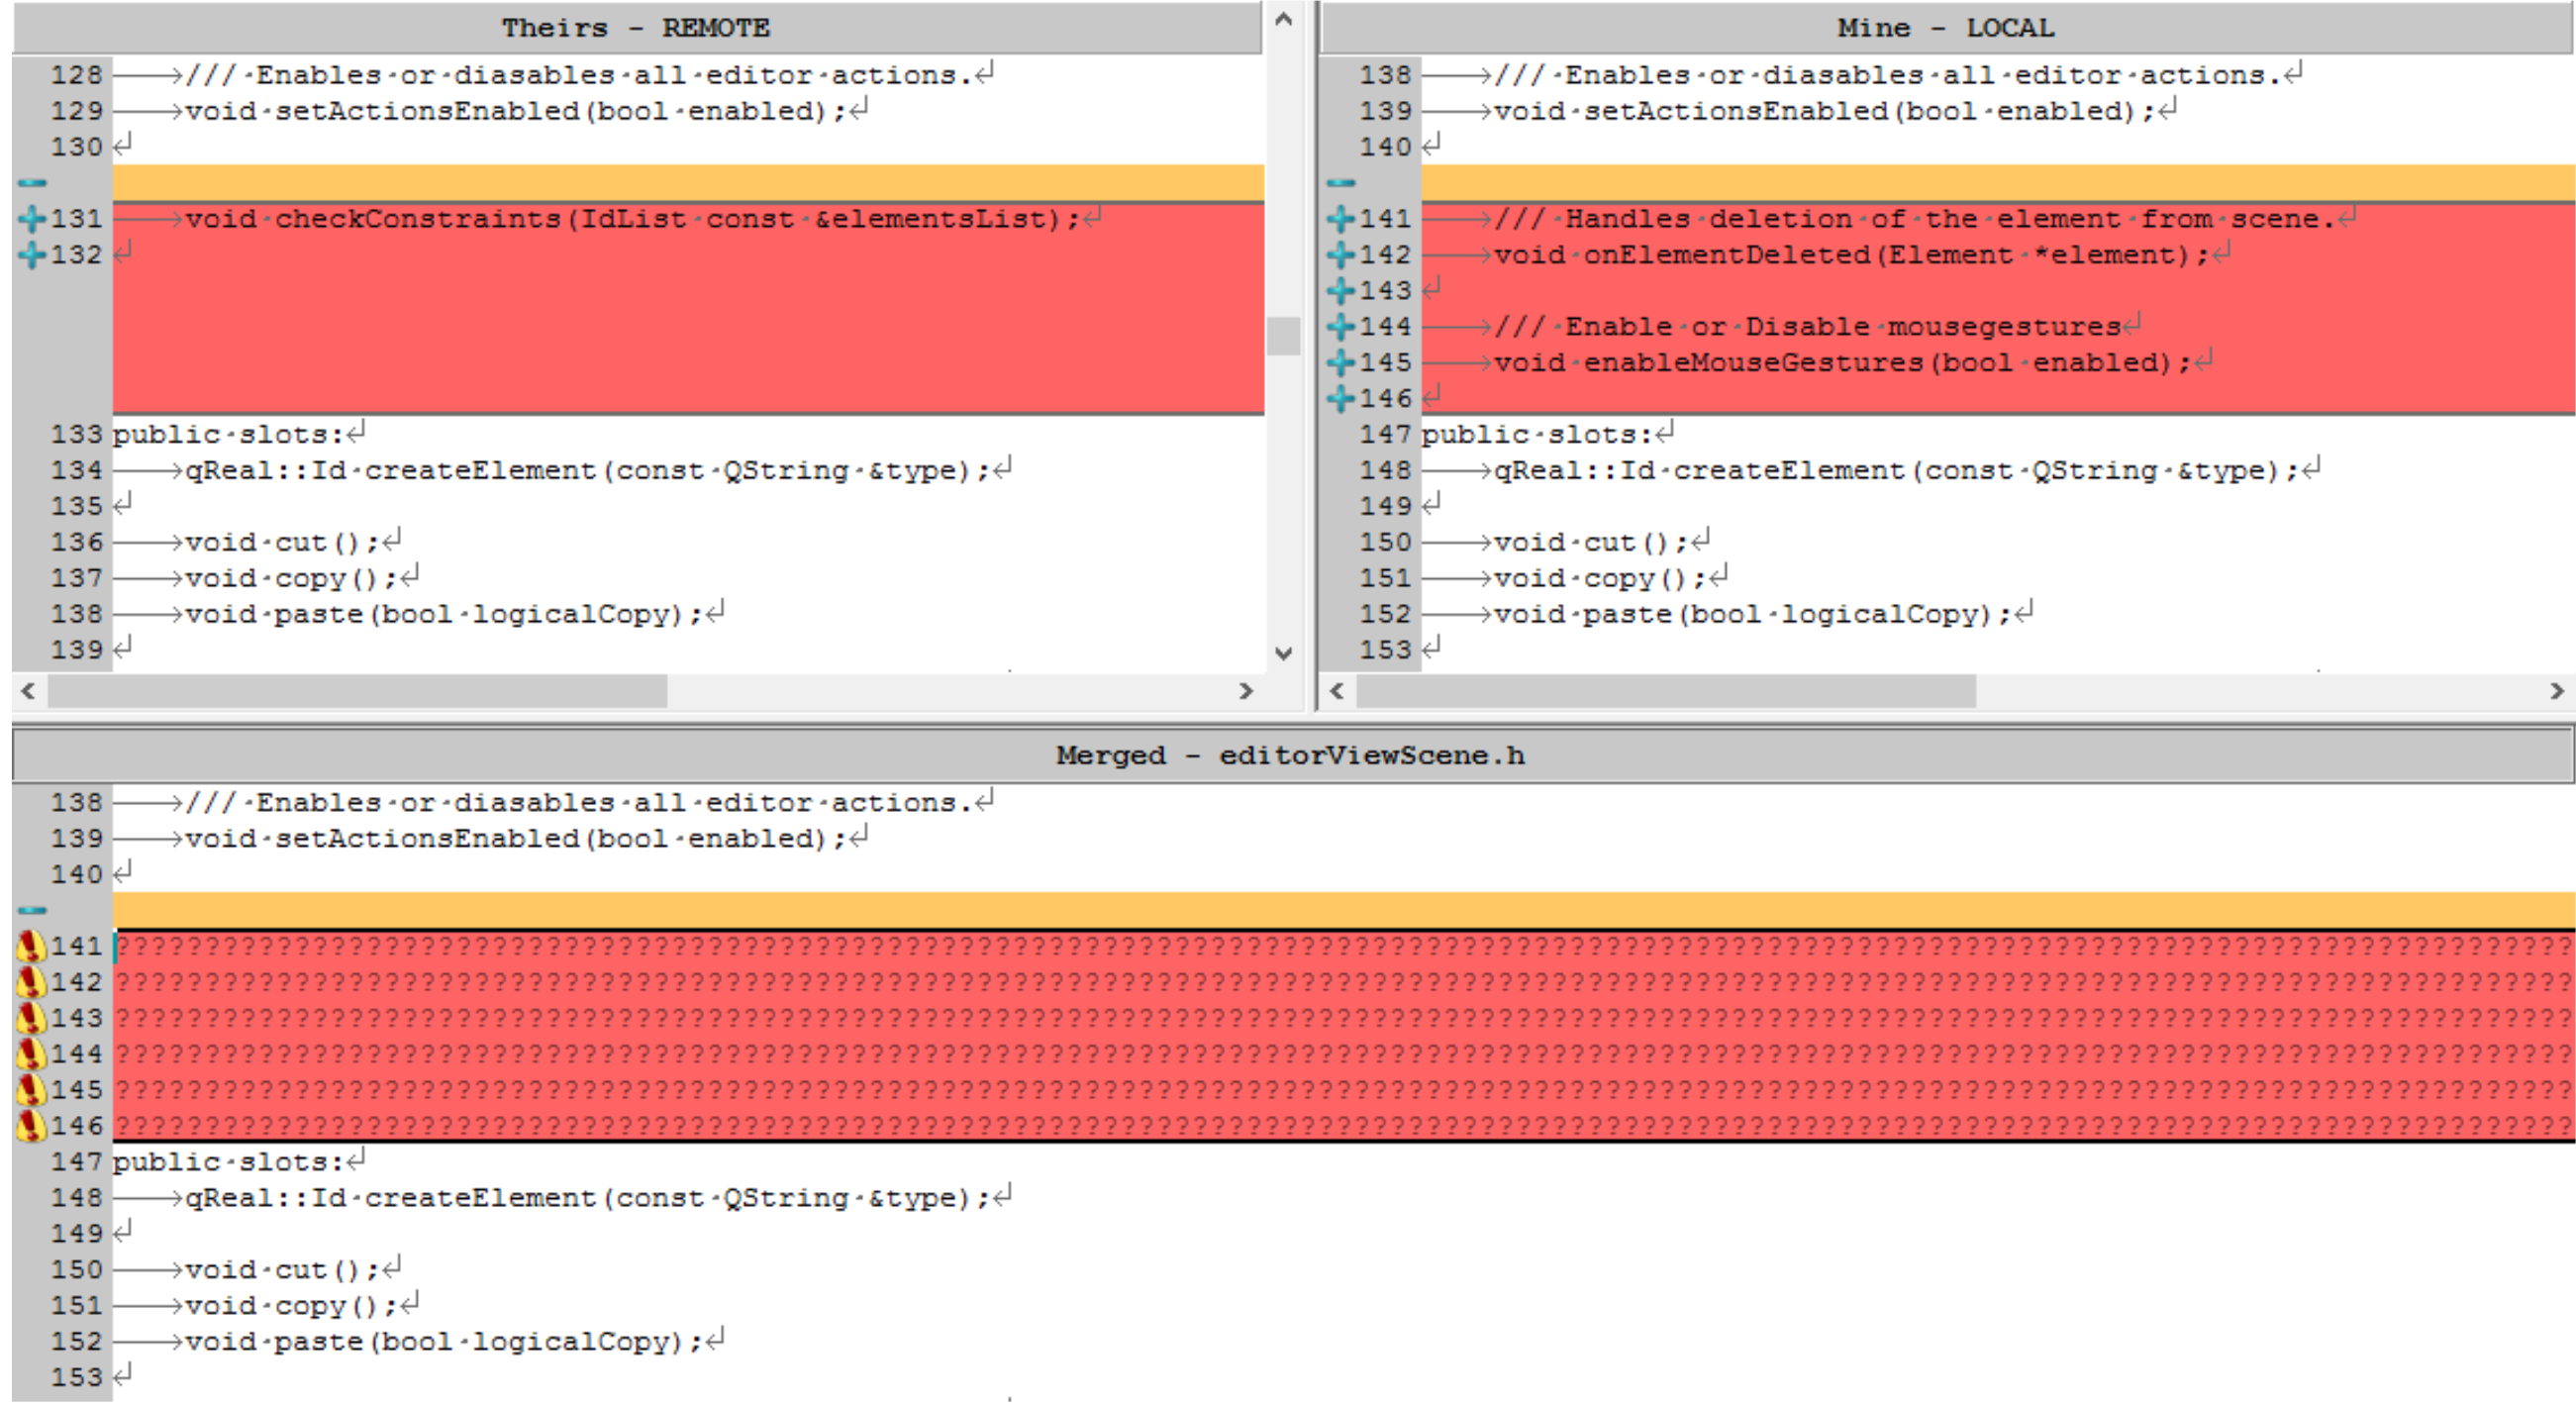 Theirs - REMOTE
128 /// Enables or diasables all editor actions.
129 void setActionsEnabled(bool enabled);
130
131 void checkConstraints(IdList const &elementsList);
132
133 public slots:
134 qReal::Id createElement(const QString &type);
135
136 void cut();
137 void copy();
138 void paste(bool logicalCopy);
139
Mine - LOCAL
138 /// Enables or diasables all editor actions.
139 void setActionsEnabled(bool enabled);
140
141 /// Handles deletion of the element from scene.
142 void onElementDeleted(Element *element);
143
144 /// Enable or Disable mousegestures
145 void enableMouseGestures(bool enabled);
146
147 public slots:
148 qReal::Id createElement(const QString &type);
149
150 void cut();
151 void copy();
152 void paste(bool logicalCopy);
153
Merged - editorViewScene.h
138 /// Enables or diasables all editor actions.
139 void setActionsEnabled(bool enabled);
140
141 ????????????????????????????????????????????????????????????????????????????????????????????????????????????????????????????????????????
142 ????????????????????????????????????????????????????????????????????????????????????????????????????????????????????????????????????????
143 ????????????????????????????????????????????????????????????????????????????????????????????????????????????????????????????????????????
144 ????????????????????????????????????????????????????????????????????????????????????????????????????????????????????????????????????????
145 ????????????????????????????????????????????????????????????????????????????????????????????????????????????????????????????????????????
146 ????????????????????????????????????????????????????????????????????????????????????????????????????????????????????????????????????????
147 public slots:
148 qReal::Id createElement(const QString &type);
149
150 void cut();
151 void copy();
152 void paste(bool logicalCopy);
153